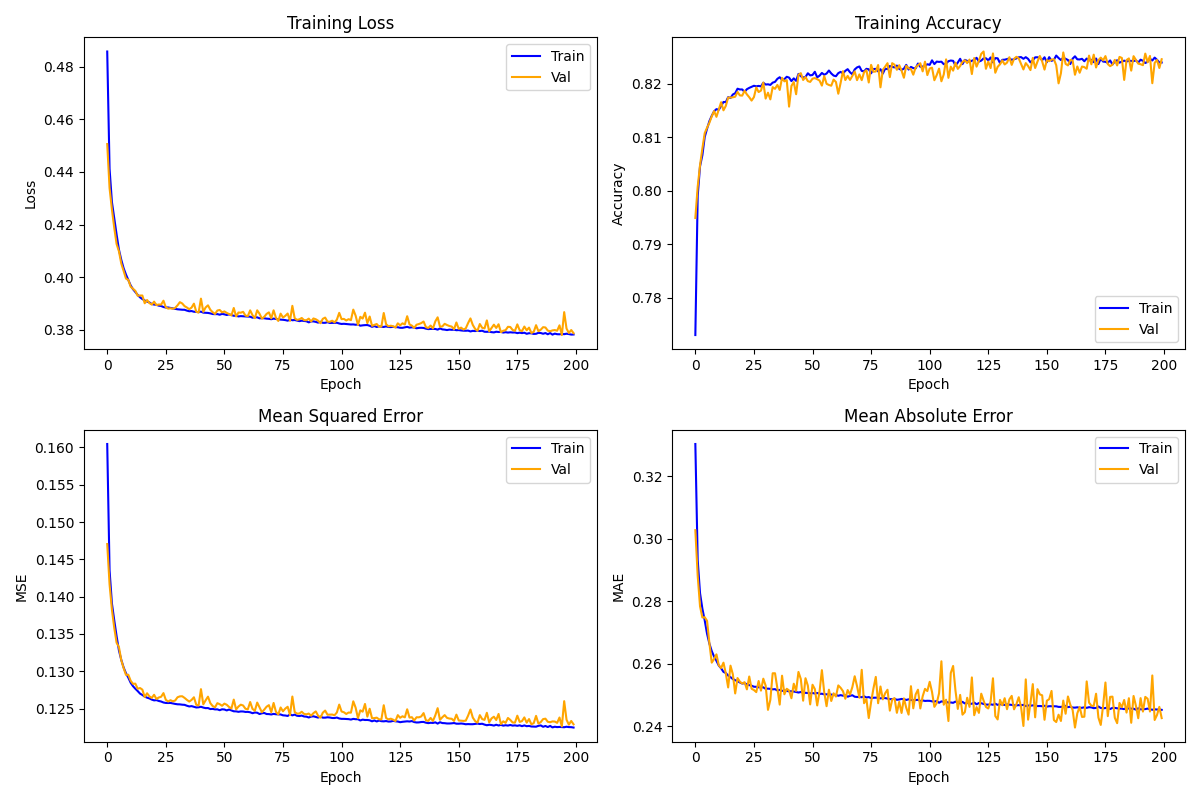 Training Loss
Loss
0.48
0.46
0.44
0.42
0.40
0.38
0 25 50 75 100 125 150 175 200
Epoch
Train
Val
Training Accuracy
Accuracy
0.82
0.81
0.80
0.79
0.78
0 25 50 75 100 125 150 175 200
Epoch
Train
Val
Mean Squared Error
MSE
0.160
0.155
0.150
0.145
0.140
0.135
0.130
0.125
0 25 50 75 100 125 150 175 200
Epoch
Train
Val
Mean Absolute Error
MAE
0.32
0.30
0.28
0.26
0.24
0 25 50 75 100 125 150 175 200
Epoch
Train
Val